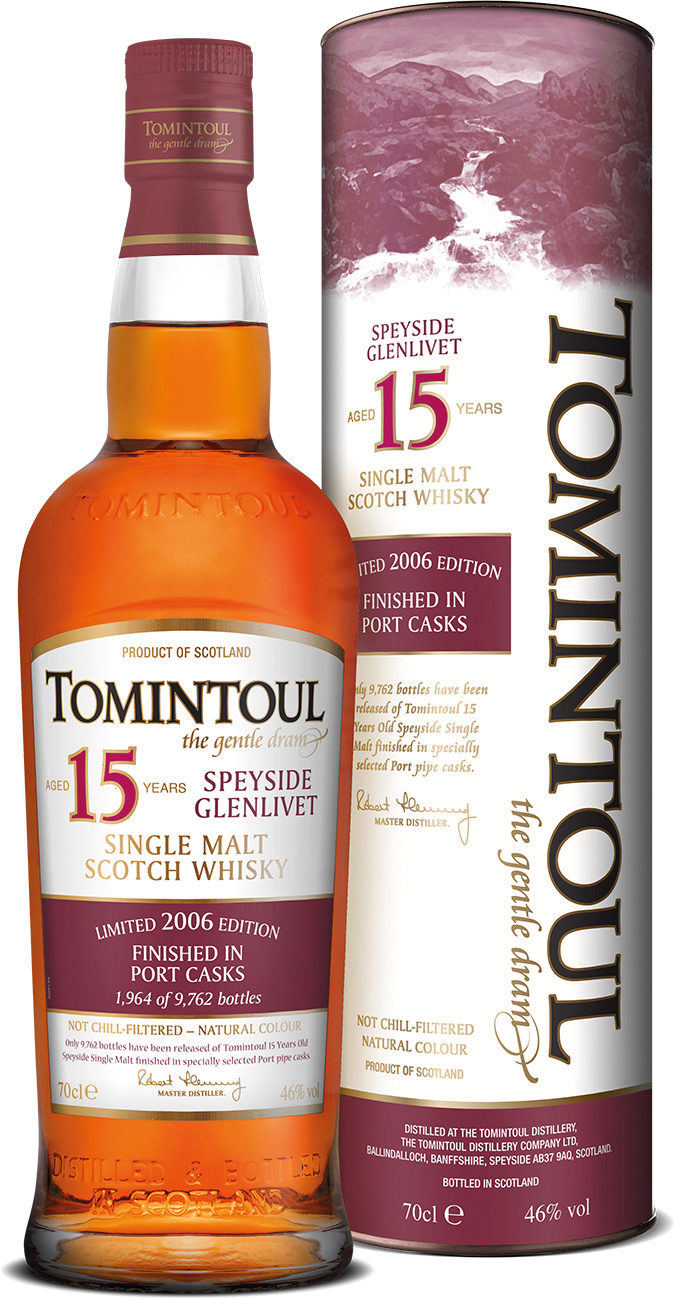 TOMINTOUL
the gentle dram
TOMINTOUL
PRODUCT OF SCOTLAND
TOMINTOUL
the gentle dram
AGED 15 YEARS
SPEYSIDE
GLENLIVET
SINGLE MALT
SCOTCH WHISKY
LIMITED 2006 EDITION
FINISHED IN
PORT CASKS
1,964 of 9,762 bottles
NOT CHILL-FILTERED – NATURAL COLOUR
Only 9,762 bottles have been released of Tomintoul 15 Years Old
Speyside Single Malt finished in specially selected Port pipe casks
70cl e
Robert Fleming
MASTER DISTILLER.
46% vol
DISTILLED & BOTTLED
IN SCOTLAND
SPEYSIDE
GLENLIVET
AGED 15 YEARS
SINGLE MALT
SCOTCH WHISKY
ITED 2006 EDITION
FINISHED IN
PORT CASKS
nly 9,762 bottles have been
released of Tomintoul 15
Years Old Speyside Single
Malt finished in specially
selected Port pipe casks.
Robert Fleming
MASTER DISTILLER.
TOMINTOUL
the gentle dram
NOT CHILL-FILTERED
NATURAL COLOUR
PRODUCT OF SCOTLAND
DISTILLED AT THE TOMINTOUL DISTILLERY,
THE TOMINTOUL DISTILLERY COMPANY LTD,
BALLINDALLOCH, BANFFSHIRE, SPEYSIDE AB37 9AQ, SCOTLAND.
BOTTLED IN SCOTLAND
70cl e
46% vol